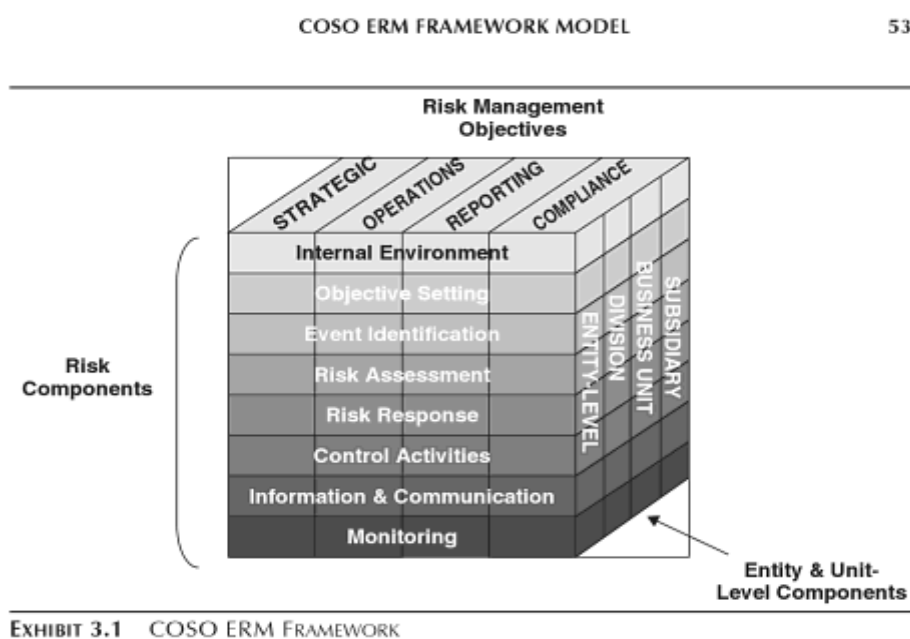 COSO ERM FRAMEWORK MODEL 53
Risk Management
Objectives
STRATEGIC
OPERATIONS
REPORTING
COMPLIANCE
Internal Environment
Objective Setting
Event Identification
Risk Assessment
Risk Response
Control Activities
Information & Communication
Monitoring
ENTITY-LEVEL
DIVISION
BUSINESS UNIT
SUBSIDIARY
Risk
Components
Entity & Unit-
Level Components
EXHIBIT 3.1 COSO ERM FRAMEWORK